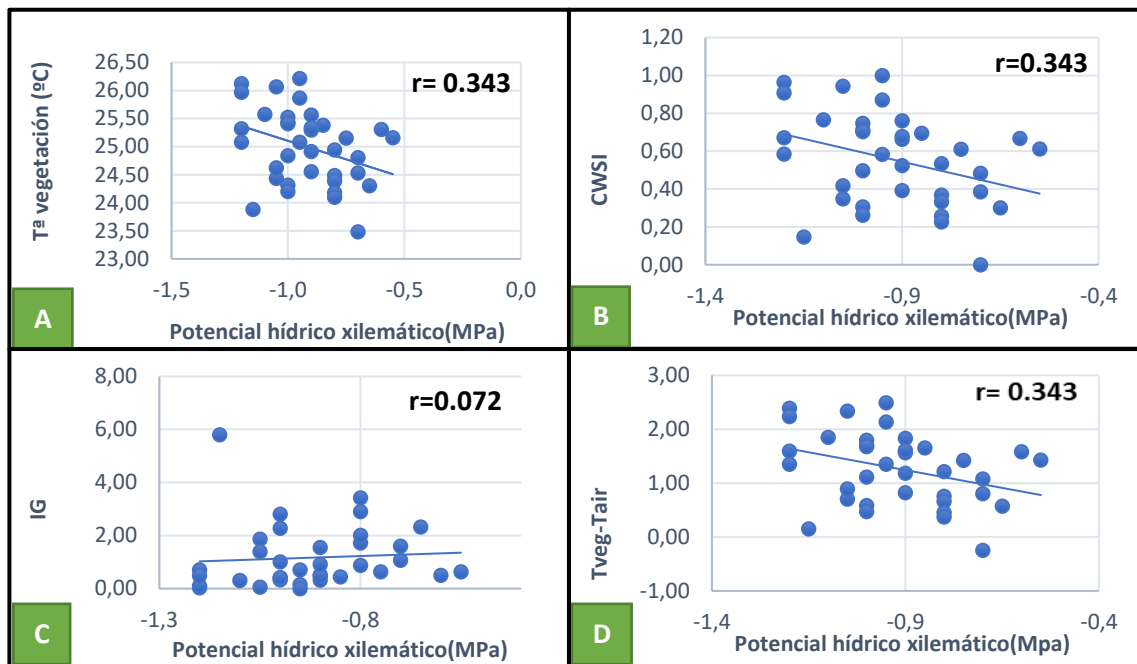 Tª vegetación (ºC)
26,50
26,00
25,50
25,00
24,50
24,00
23,50
23,00
r= 0.343
-1,5
-1,0
-0,5
0,0
Potencial hídrico xilemático(MPa)
A
CWSI
1,20
1,00
0,80
0,60
0,40
0,20
0,00
r=0.343
-1,4
-0,9
-0,4
Potencial hídrico xilemático(MPa)
B
IG
8,00
6,00
4,00
2,00
0,00
r=0.072
-1,3
-0,8
Potencial hídrico xilemático(MPa)
C
Tveg-Tair
3,00
2,00
1,00
0,00
-1,00
r= 0.343
-1,4
-0,9
-0,4
Potencial hídrico xilemático(Mpa)
D